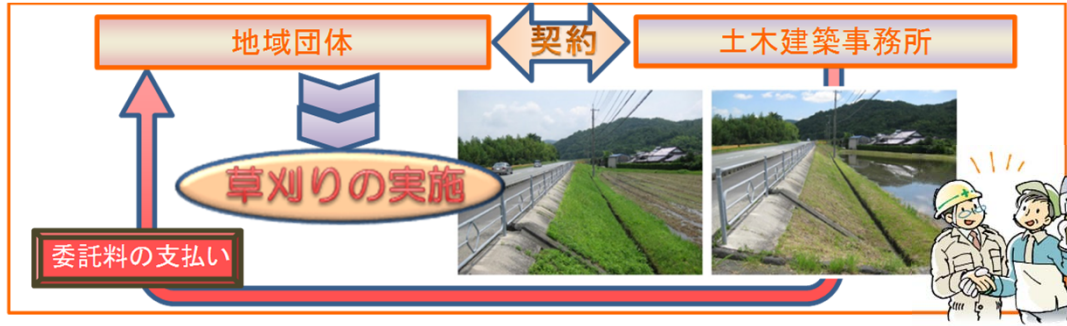 地域団体
契約
土木建築事務所
草刈りの実施
委託料の支払い